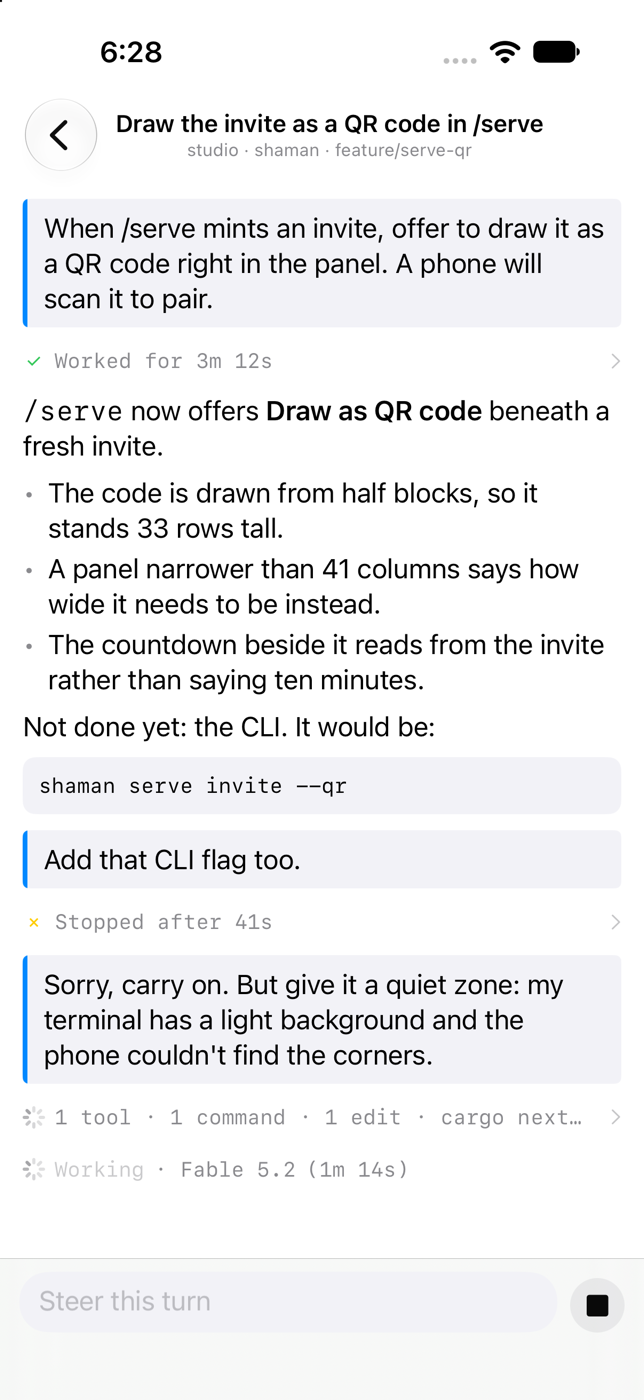 6:28
Draw the invite as a QR code in /serve
studio · shaman · feature/serve-qr
When /serve mints an invite, offer to draw it as
a QR code right in the panel. A phone will
scan it to pair.
✓ Worked for 3m 12s
/serve now offers Draw as QR code beneath a
fresh invite.
• The code is drawn from half blocks, so it
stands 33 rows tall.
• A panel narrower than 41 columns says how
wide it needs to be instead.
• The countdown beside it reads from the invite
rather than saying ten minutes.
Not done yet: the CLI. It would be:
shaman serve invite --qr
Add that CLI flag too.
× Stopped after 41s
Sorry, carry on. But give it a quiet zone: my
terminal has a light background and the
phone couldn't find the corners.
1 tool · 1 command · 1 edit · cargo next…
Working · Fable 5.2 (1m 14s)
Steer this turn